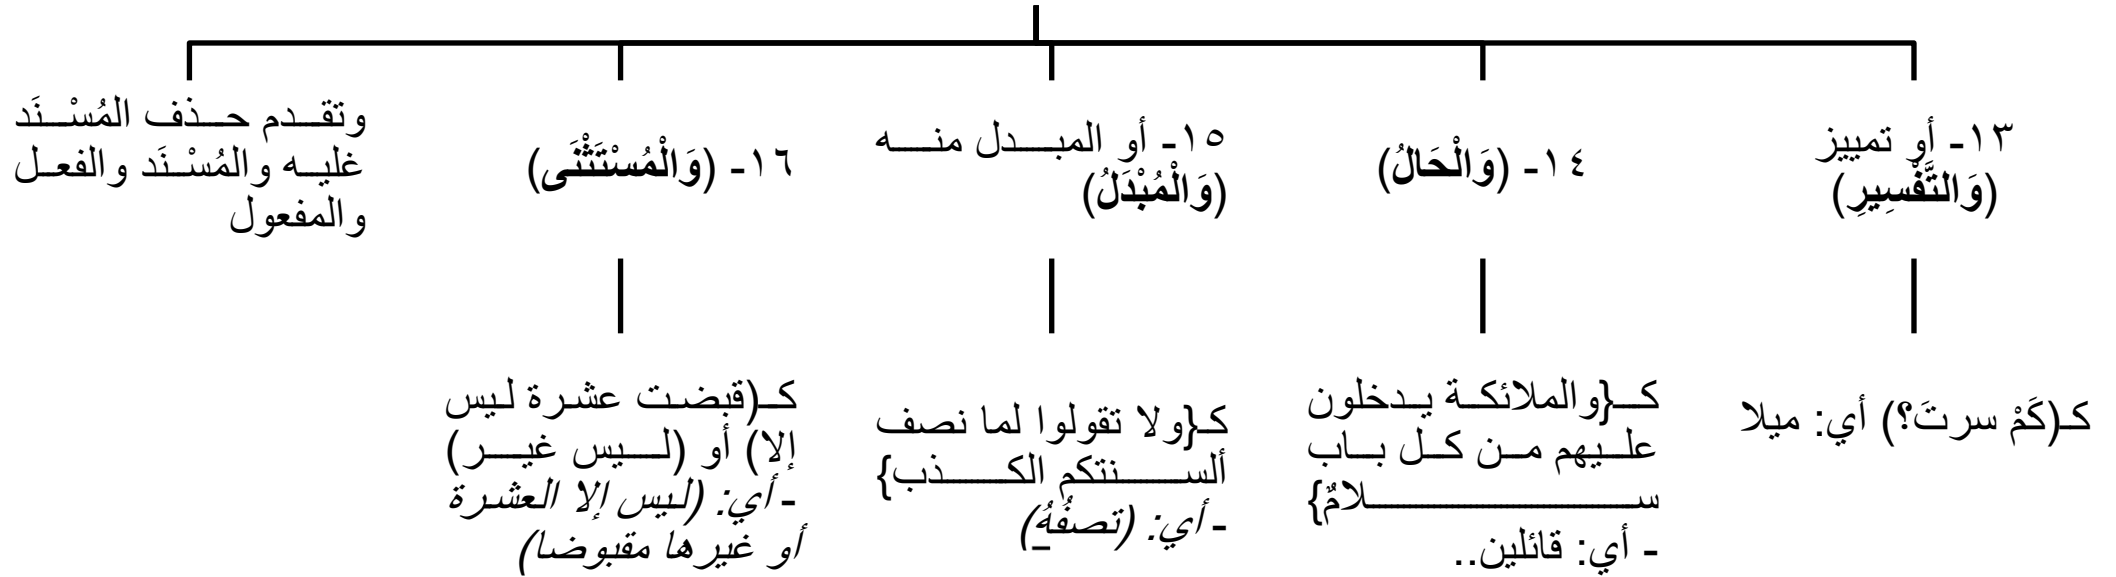 ١٣- أو تمييز
(وَالتَّفْسِيرِ)
١٤- (وَالْحَالُ)
١٥- أو المبدل منه
(وَالْمُبْدَلُ)
١٦- (وَالْمُسْتَثْنَى)
وتقدم حذف المُسْنَد
غليه والمُسْنَد والفعل
والمفعول
كـ(كَمْ سرتَ؟) أي: ميلا
كـ{والملائكة يدخلون
عليهم من كل باب
سلامٌ}
- أي: قائلين..
كـ{ولا تقولوا لما نصف
ألسنتكم الكذب}
- أي: (تصفُهُ)
كـ(قبضت عشرة ليس
إلا) أو (ليس غير)
- أي: (ليس إلا العشرة
أو غيرها مقبوضا)